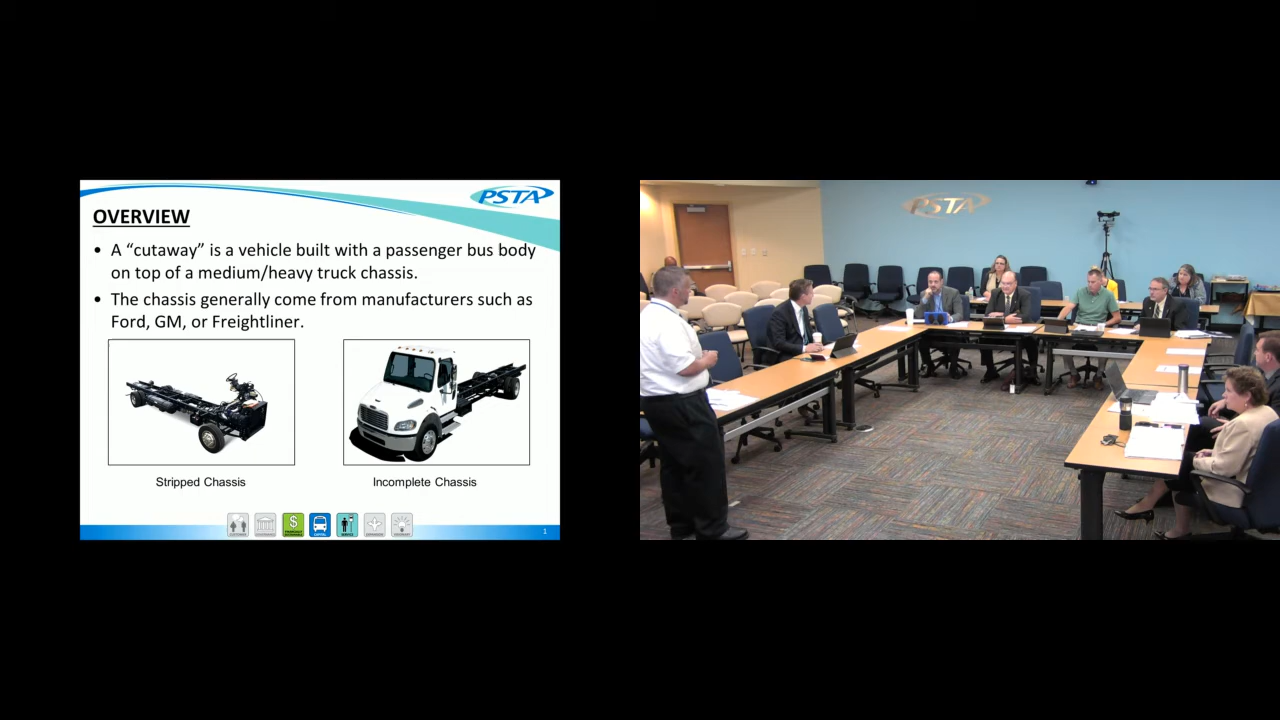 PSTA
OVERVIEW
• A “cutaway” is a vehicle built with a passenger bus body
on top of a medium/heavy truck chassis.
• The chassis generally come from manufacturers such as
Ford, GM, or Freightliner.
Stripped Chassis
Incomplete Chassis
$
1
PSTA